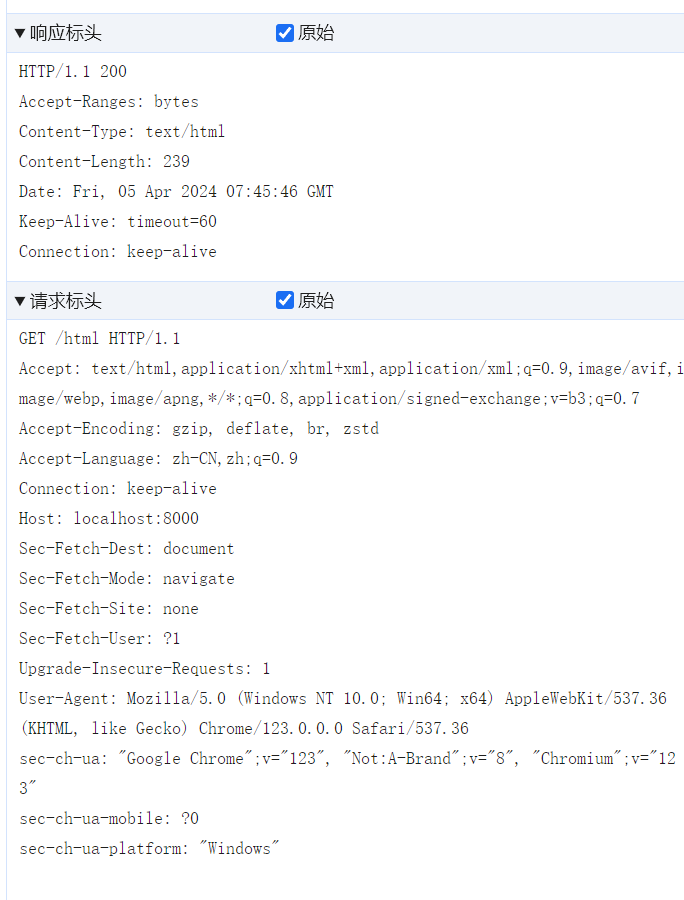 响应标头 原始
HTTP/1.1 200
Accept-Ranges: bytes
Content-Type: text/html
Content-Length: 239
Date: Fri, 05 Apr 2024 07:45:46 GMT
Keep-Alive: timeout=60
Connection: keep-alive
请求标头 原始
GET /html HTTP/1.1
Accept: text/html,application/xhtml+xml,application/xml;q=0.9,image/avif,i
mage/webp,image/apng,*/*;q=0.8,application/signed-exchange;v=b3;q=0.7
Accept-Encoding: gzip, deflate, br, zstd
Accept-Language: zh-CN,zh;q=0.9
Connection: keep-alive
Host: localhost:8000
Sec-Fetch-Dest: document
Sec-Fetch-Mode: navigate
Sec-Fetch-Site: none
Sec-Fetch-User: ?1
Upgrade-Insecure-Requests: 1
User-Agent: Mozilla/5.0 (Windows NT 10.0; Win64; x64) AppleWebKit/537.36
(KHTML, like Gecko) Chrome/123.0.0.0 Safari/537.36
sec-ch-ua: "Google Chrome";v="123", "Not:A-Brand";v="8", "Chromium";v="12
3"
sec-ch-ua-mobile: ?0
sec-ch-ua-platform: "Windows"